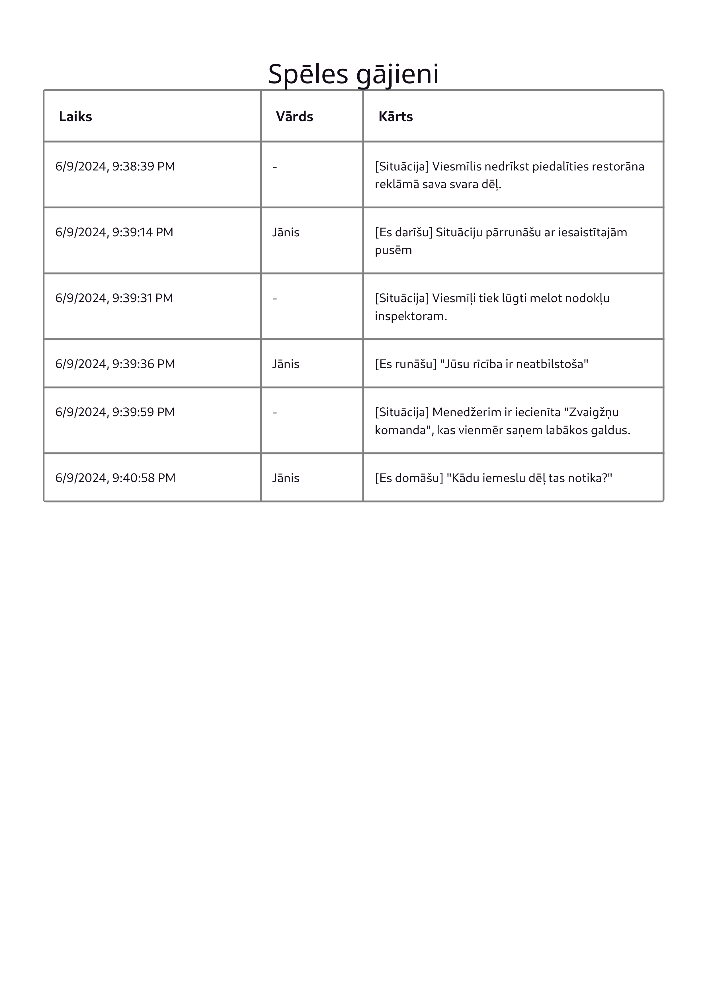 Spēles gājieni
Laiks Vārds Kārts
6/9/2024, 9:38:39 PM - [Situācija] Viesmīlis nedrīkst piedalīties restorāna
reklāmā sava svara dēļ.
6/9/2024, 9:39:14 PM Jānis [Es darīšu] Situāciju pārrunāšu ar iesaistītajām
pusēm
6/9/2024, 9:39:31 PM - [Situācija] Viesmīļi tiek lūgti melot nodokļu
inspektoram.
6/9/2024, 9:39:36 PM Jānis [Es runāšu] "Jūsu rīcība ir neatbilstoša"
6/9/2024, 9:39:59 PM - [Situācija] Menedžerim ir iecienīta "Zvaigžņu
komanda", kas vienmēr saņem labākos galdus.
6/9/2024, 9:40:58 PM Jānis [Es domāšu] "Kādu iemeslu dēļ tas notika?"